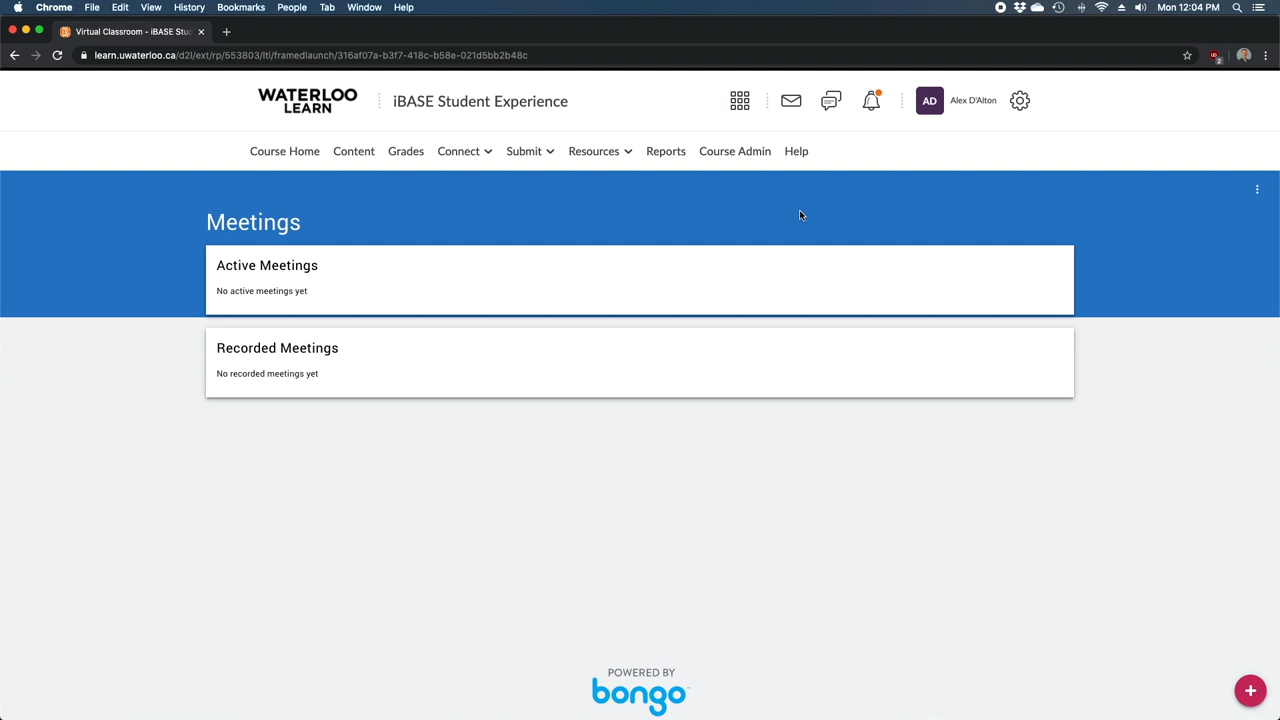 Chrome File Edit View History Bookmarks People Tab Window Help Mon 12:04 PM
Virtual Classroom - iBASE Stu
learn.uwaterloo.ca/d2l/ext/rp/553803/lti/framedlaunch/316af07a-b3f7-418c-b58e-021d5bb2b48c
2
WATERLOO
LEARN
iBASE Student Experience
AD Alex D'Alton
Course Home Content Grades Connect Submit Resources Reports Course Admin Help
Meetings
Active Meetings
No active meetings yet
Recorded Meetings
No recorded meetings yet
POWERED BY
bongo